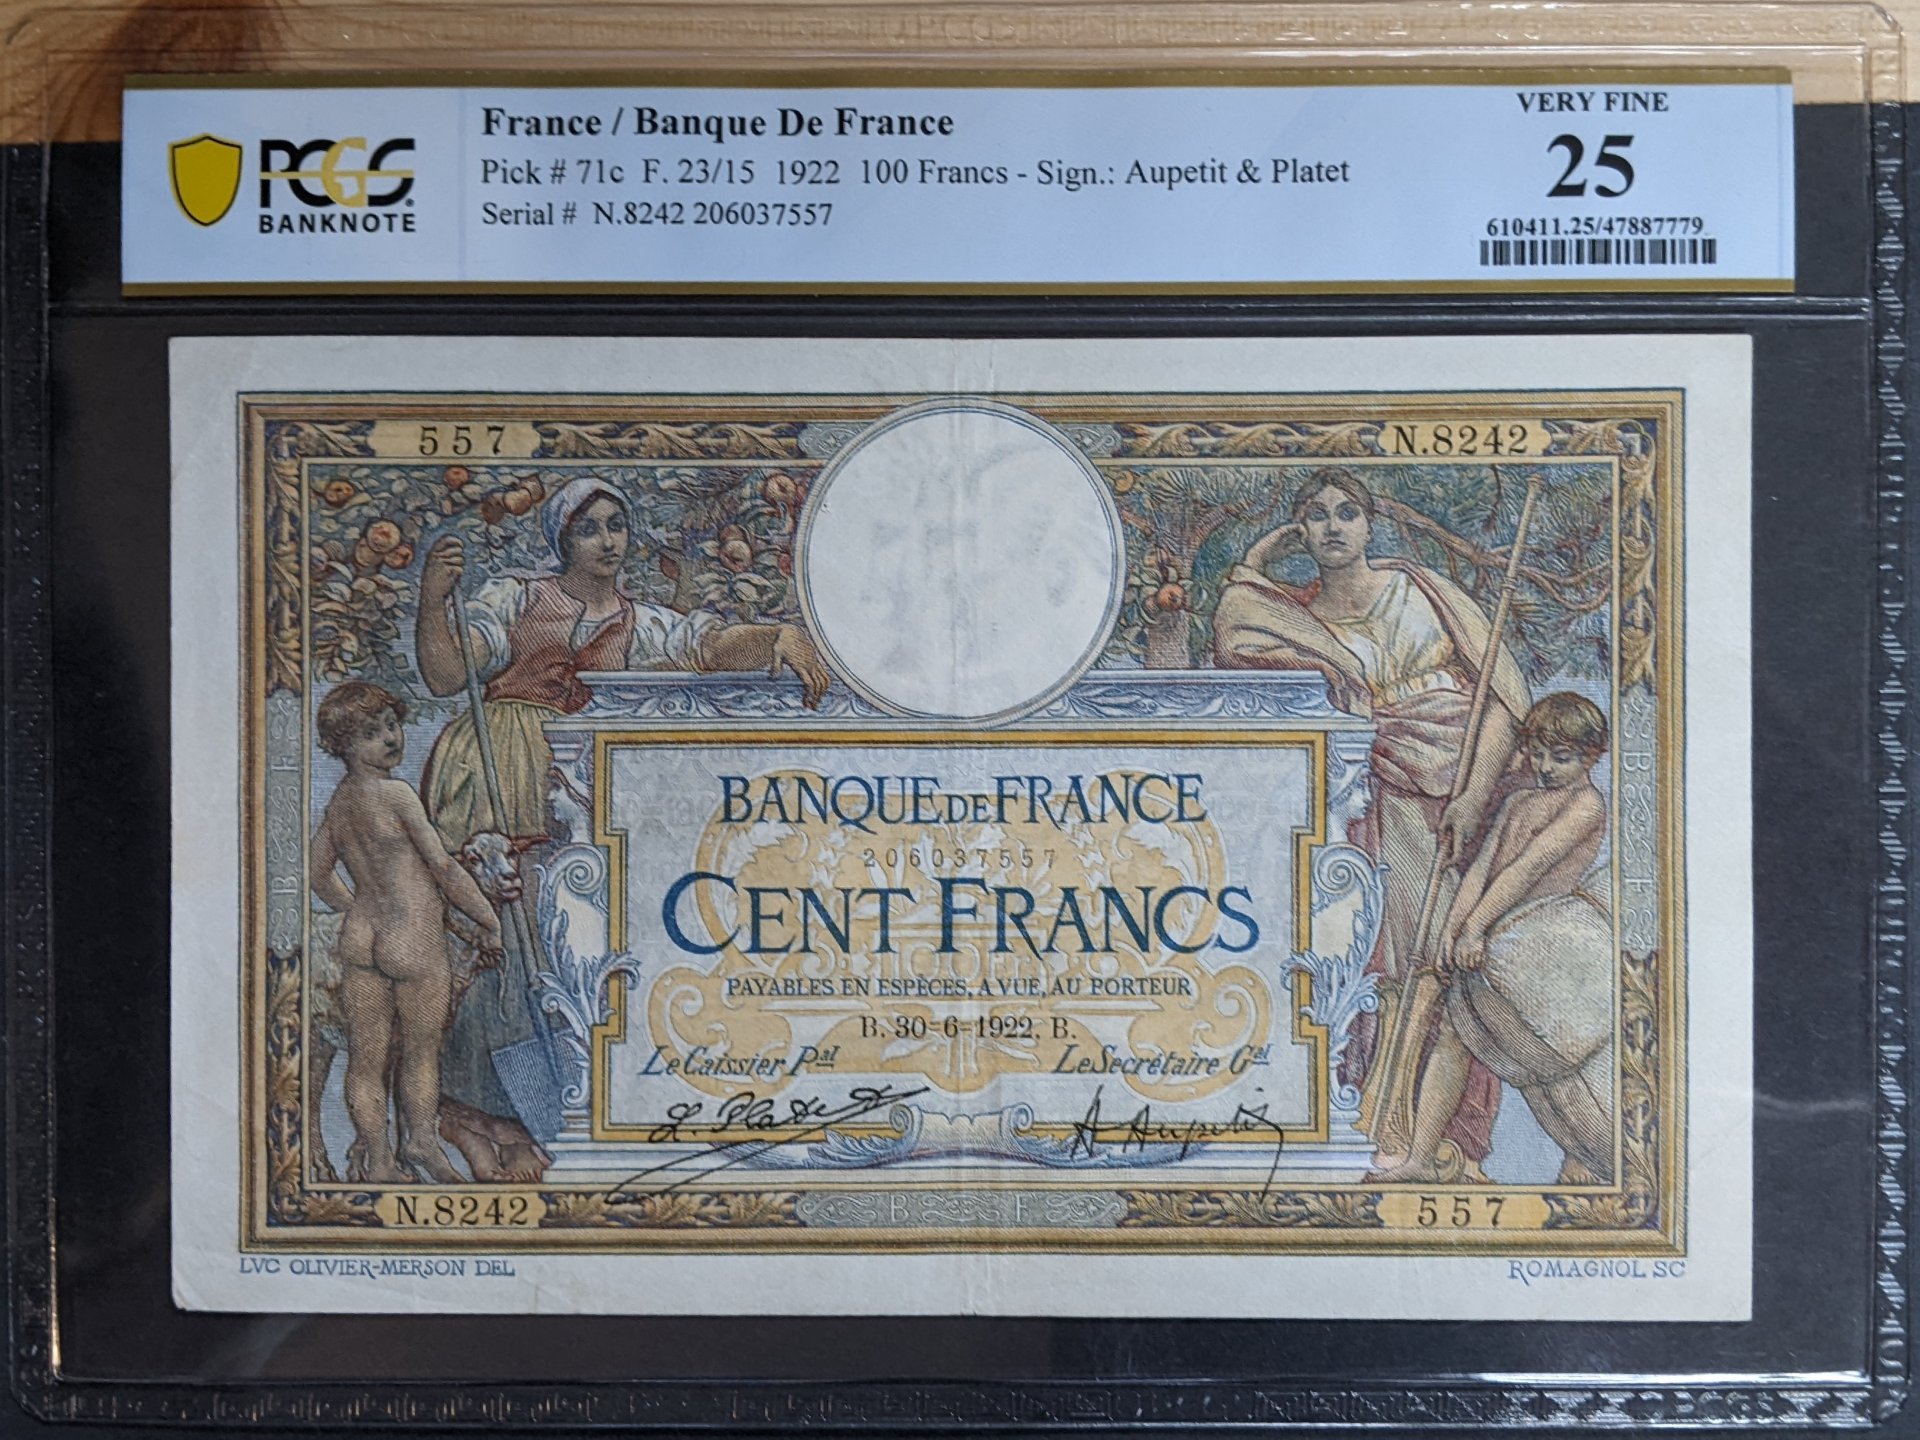 PCGS
BANKNOTE
France / Banque De France
Pick # 71c F. 23/15 1922 100 Francs - Sign.: Aupetit & Platet
Serial # N.8242 206037557
VERY FINE
25
610411.25/47887779
557
N.8242
BANQUE DE FRANCE
206037557
CENT FRANCS
PAYABLES EN ESPÈCES, A VUE, AU PORTEUR
B. 30=6=1922. B.
Le Caissier Pal
Le Secrétaire Gal
L. Platet
A Aupetit
B F
B F
N.8242
B F
557
LVC OLIVIER-MERSON DEL
ROMAGNOL SC